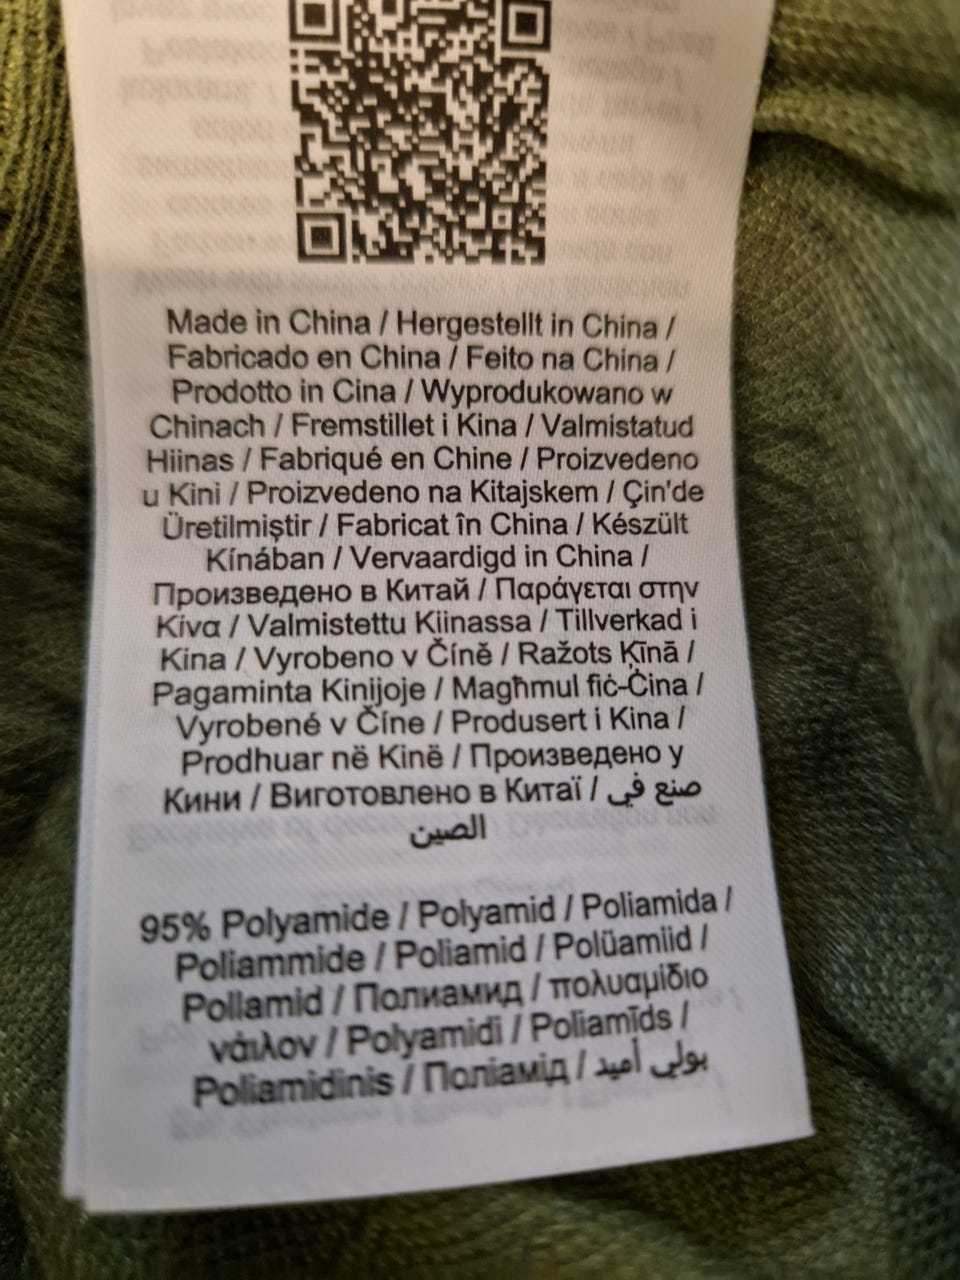 Made in China / Hergestellt in China /
Fabricado en China / Feito na China /
Prodotto in Cina / Wyprodukowano w
Chinach / Fremstillet i Kina / Valmistatud
Hiinas / Fabriqué en Chine / Proizvedeno
u Kini / Proizvedeno na Kitajskem / Çin'de
Üretilmiştir / Fabricat în China / Készült
Kínában / Vervaardigd in China /
Произведено в Китай / Παράγεται στην
Κίνα / Valmistettu Kiinassa / Tillverkad i
Kina / Vyrobeno v Číně / Ražots Ķīnā /
Pagaminta Kinijoje / Magħmul fiċ-Ċina /
Vyrobené v Číne / Produsert i Kina /
Prodhuar në Kinë / Произведено у
Кини / Виготовлено в Китаї / صنع في
الصين
95% Polyamide / Polyamid / Poliamida /
Poliammide / Poliamid / Polüamiid /
Poliamid / Полиамид / πολυαμίδιο
νάιλον / Polyamidi / Poliamīds /
Poliamidinis / Поліамід / بولي أميد